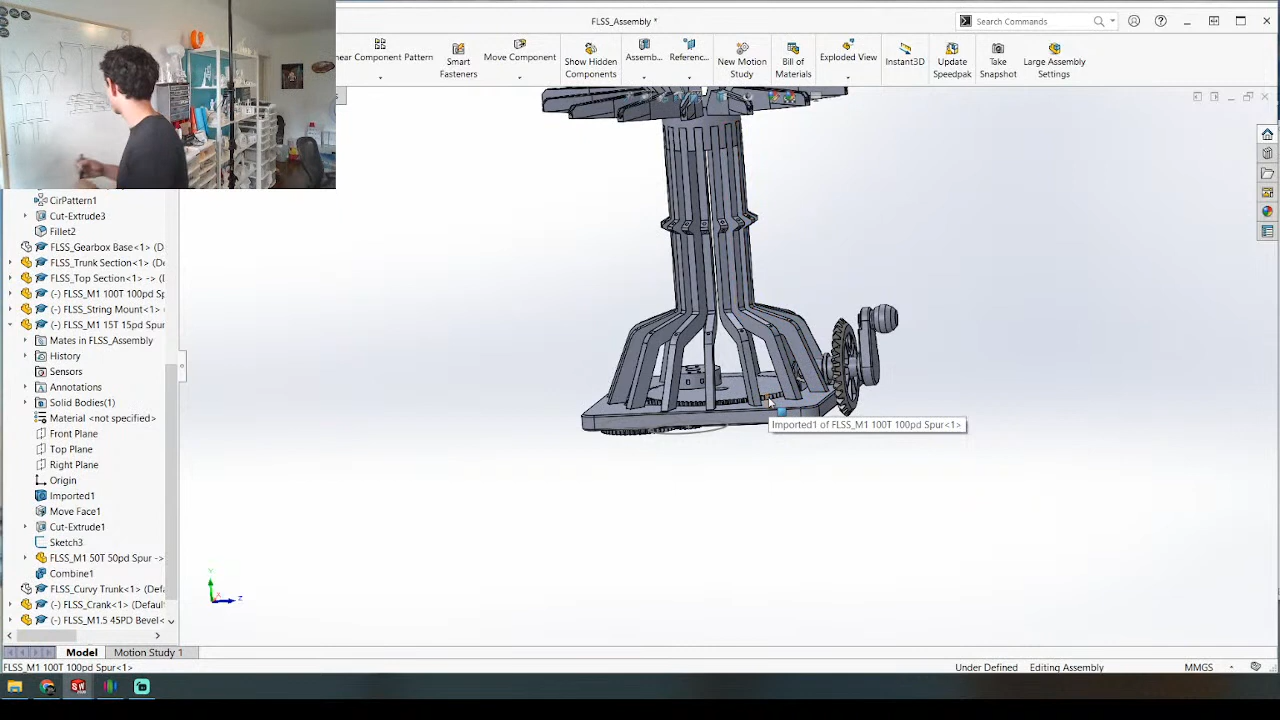 FLSS_Assembly *
Search Commands
near Component Pattern
Smart Fasteners
Move Component
Show Hidden Components
Assemb...
Referenc...
New Motion Study
Bill of Materials
Exploded View
Instant3D
Update Speedpak
Take Snapshot
Large Assembly Settings
CirPattern1
Cut-Extrude3
Fillet2
FLSS_Gearbox Base<1> (D
FLSS_Trunk Section<1> (De
FLSS_Top Section<1> -> (D
(-) FLSS_M1 100T 100pd Sp
(-) FLSS_String Mount<1> (
(-) FLSS_M1 15T 15pd Spur
Mates in FLSS_Assembly
History
Sensors
Annotations
Solid Bodies(1)
Material <not specified>
Front Plane
Top Plane
Right Plane
Origin
Imported1
Move Face1
Cut-Extrude1
Sketch3
FLSS_M1 50T 50pd Spur ->
Combine1
FLSS_Curvy Trunk<1> (Defa
(-) FLSS_Crank<1> (Default
(-) FLSS_M1.5 45PD Bevel<
Imported1 of FLSS_M1 100T 100pd Spur<1>
Y
X
Z
Model
Motion Study 1
FLSS_M1 100T 100pd Spur<1>
Under Defined
Editing Assembly
MMGS
SW